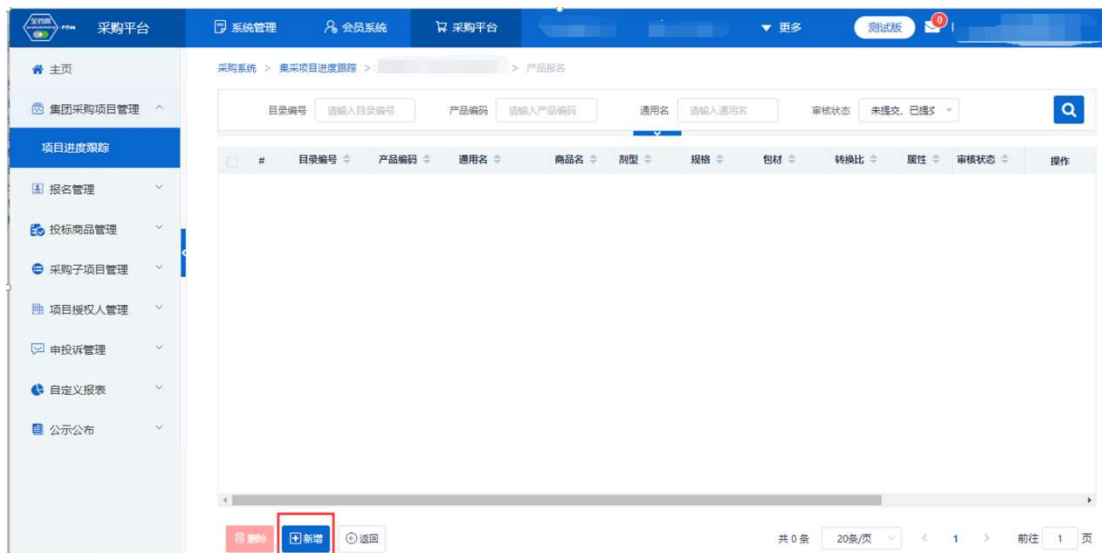 采购平台 系统管理 会员系统 采购平台 更多 测试版 0
主页
采购系统 > 集采项目进度跟踪 > > 产品报名
集团采购项目管理
目录编号 请输入目录编号 产品编码 请输入产品编码 通用名 请输入通用名 审核状态 未提交、已提交
项目进度跟踪
# 目录编号 产品编码 通用名 商品名 剂型 规格 包材 转换比 属性 审核状态 操作
报名管理
投标商品管理
采购子项目管理
项目授权人管理
申投诉管理
自定义报表
公示公布
删除 新增 返回 共 0 条 20条/页 < 1 > 前往 1 页